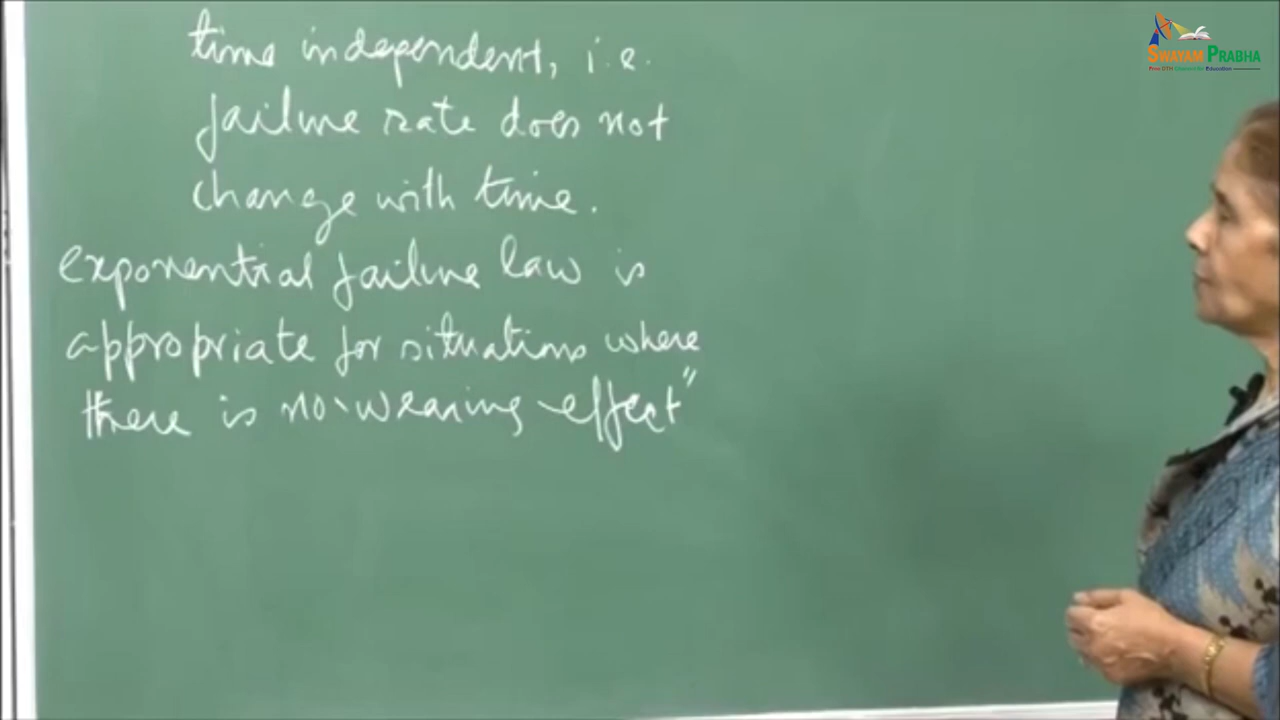 time independent, i.e.
failure rate does not
change with time.
exponential failure law is
appropriate for situations where
there is no-wearing-effect"
SWAYAM PRABHA